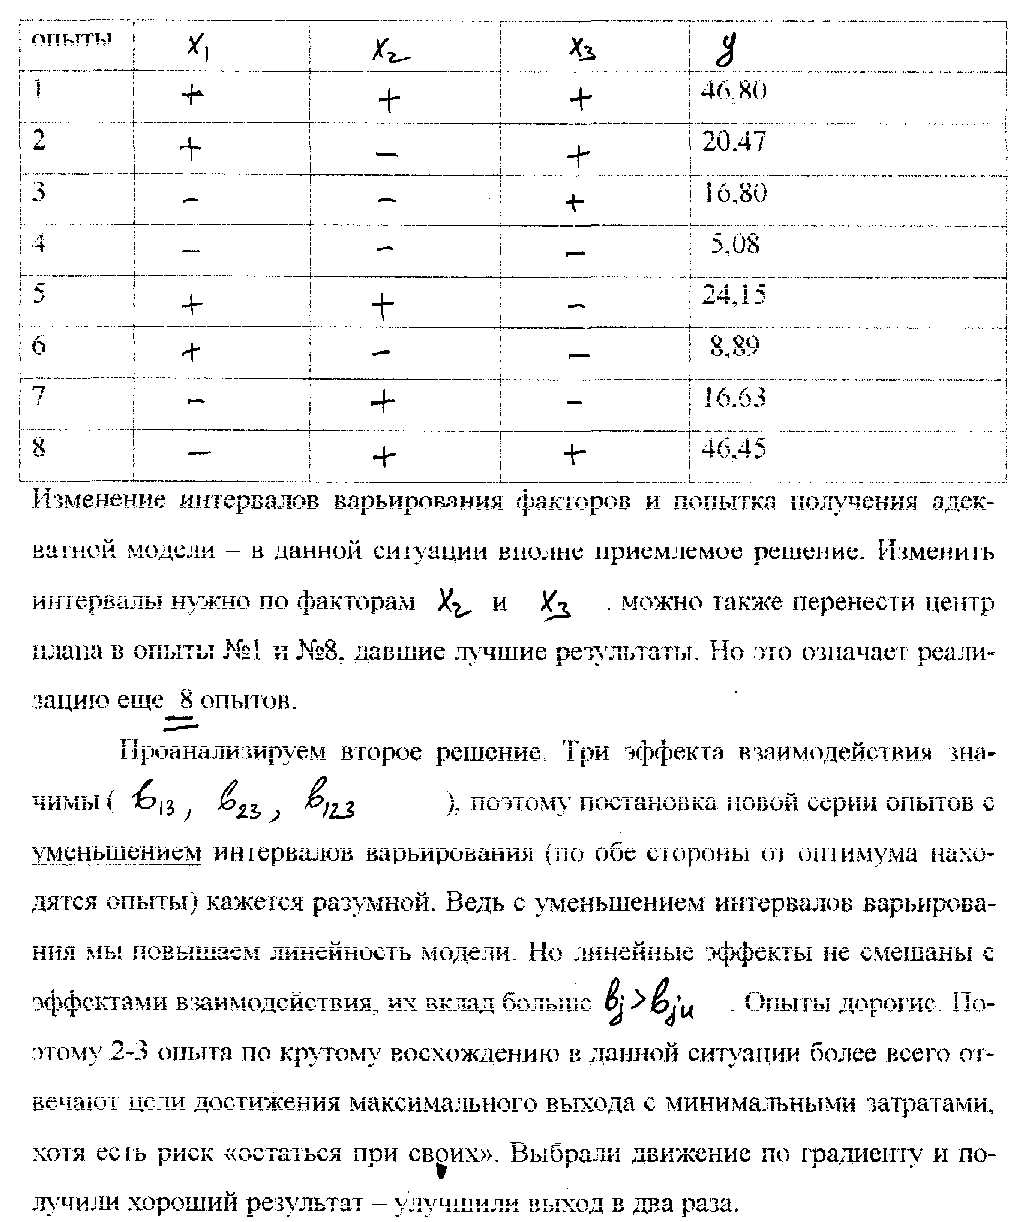 опыты x₁ x₂ x₃ y
1 + + + 46,80
2 + − + 20.47
3 − − + 16,80
4 − − − 5,08
5 + + − 24,15
6 + − − 8,89
7 − + − 16.63
8 − + + 46,45
Изменение интервалов варьирования факторов и попытка получения адек-
ватной модели – в данной ситуации вполне приемлемое решение. Изменить
интервалы нужно по факторам x₂ и x₃ . можно также перенести центр
плана в опыты №1 и №8, давшие лучшие результаты. Но это означает реали-
зацию еще 8 опытов.
Проанализируем второе решение. Три эффекта взаимодействия зна-
чимы ( b₁₃, b₂₃, b₁₂₃ ), поэтому постановка новой серии опытов с
уменьшением интервалов варьирования (по обе стороны от оптимума нахо-
дятся опыты) кажется разумной. Ведь с уменьшением интервалов варьирова-
ния мы повышаем линейность модели. Но линейные эффекты не смешаны с
эффектами взаимодействия, их вклад больше bⱼ>bⱼᵤ . Опыты дорогие. По-
этому 2-3 опыта по крутому восхождению в данной ситуации более всего от-
вечают цели достижения максимального выхода с минимальными затратами,
хотя есть риск «остаться при своих». Выбрали движение по градиенту и по-
лучили хороший результат – улучшили выход в два раза.